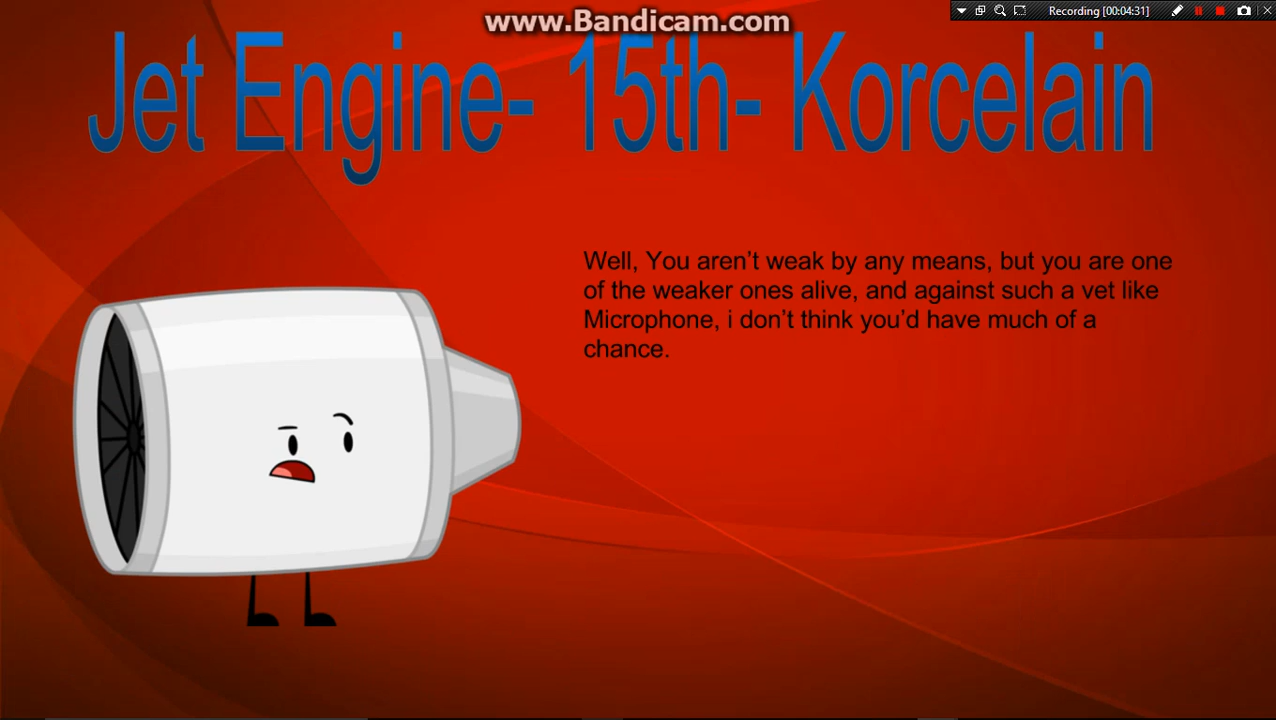 www.Bandicam.com
Recording [00:04:31]
Jet Engine- 15th- Korcelain
Well, You aren't weak by any means, but you are one
of the weaker ones alive, and against such a vet like
Microphone, i don't think you'd have much of a
chance.